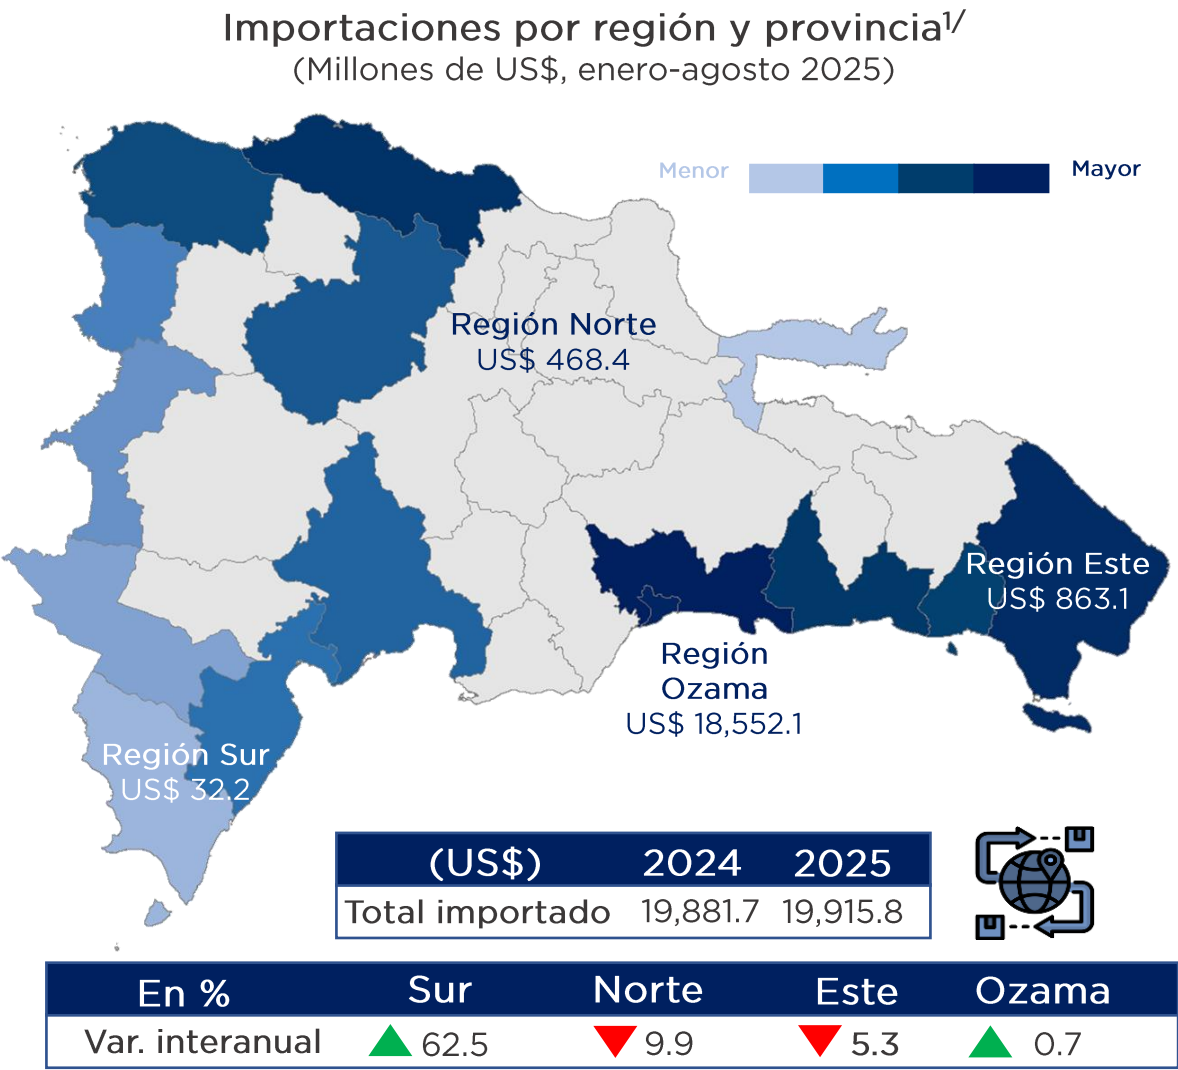 Importaciones por región y provincia1/
(Millones de US$, enero-agosto 2025)
Menor
Mayor
Región Norte
US$ 468.4
Región Este
US$ 863.1
Región
Ozama
US$ 18,552.1
Región Sur
US$ 32.2
(US$) 2024 2025
Total importado 19,881.7 19,915.8
En % Sur Norte Este Ozama
Var. interanual 62.5 9.9 5.3 0.7